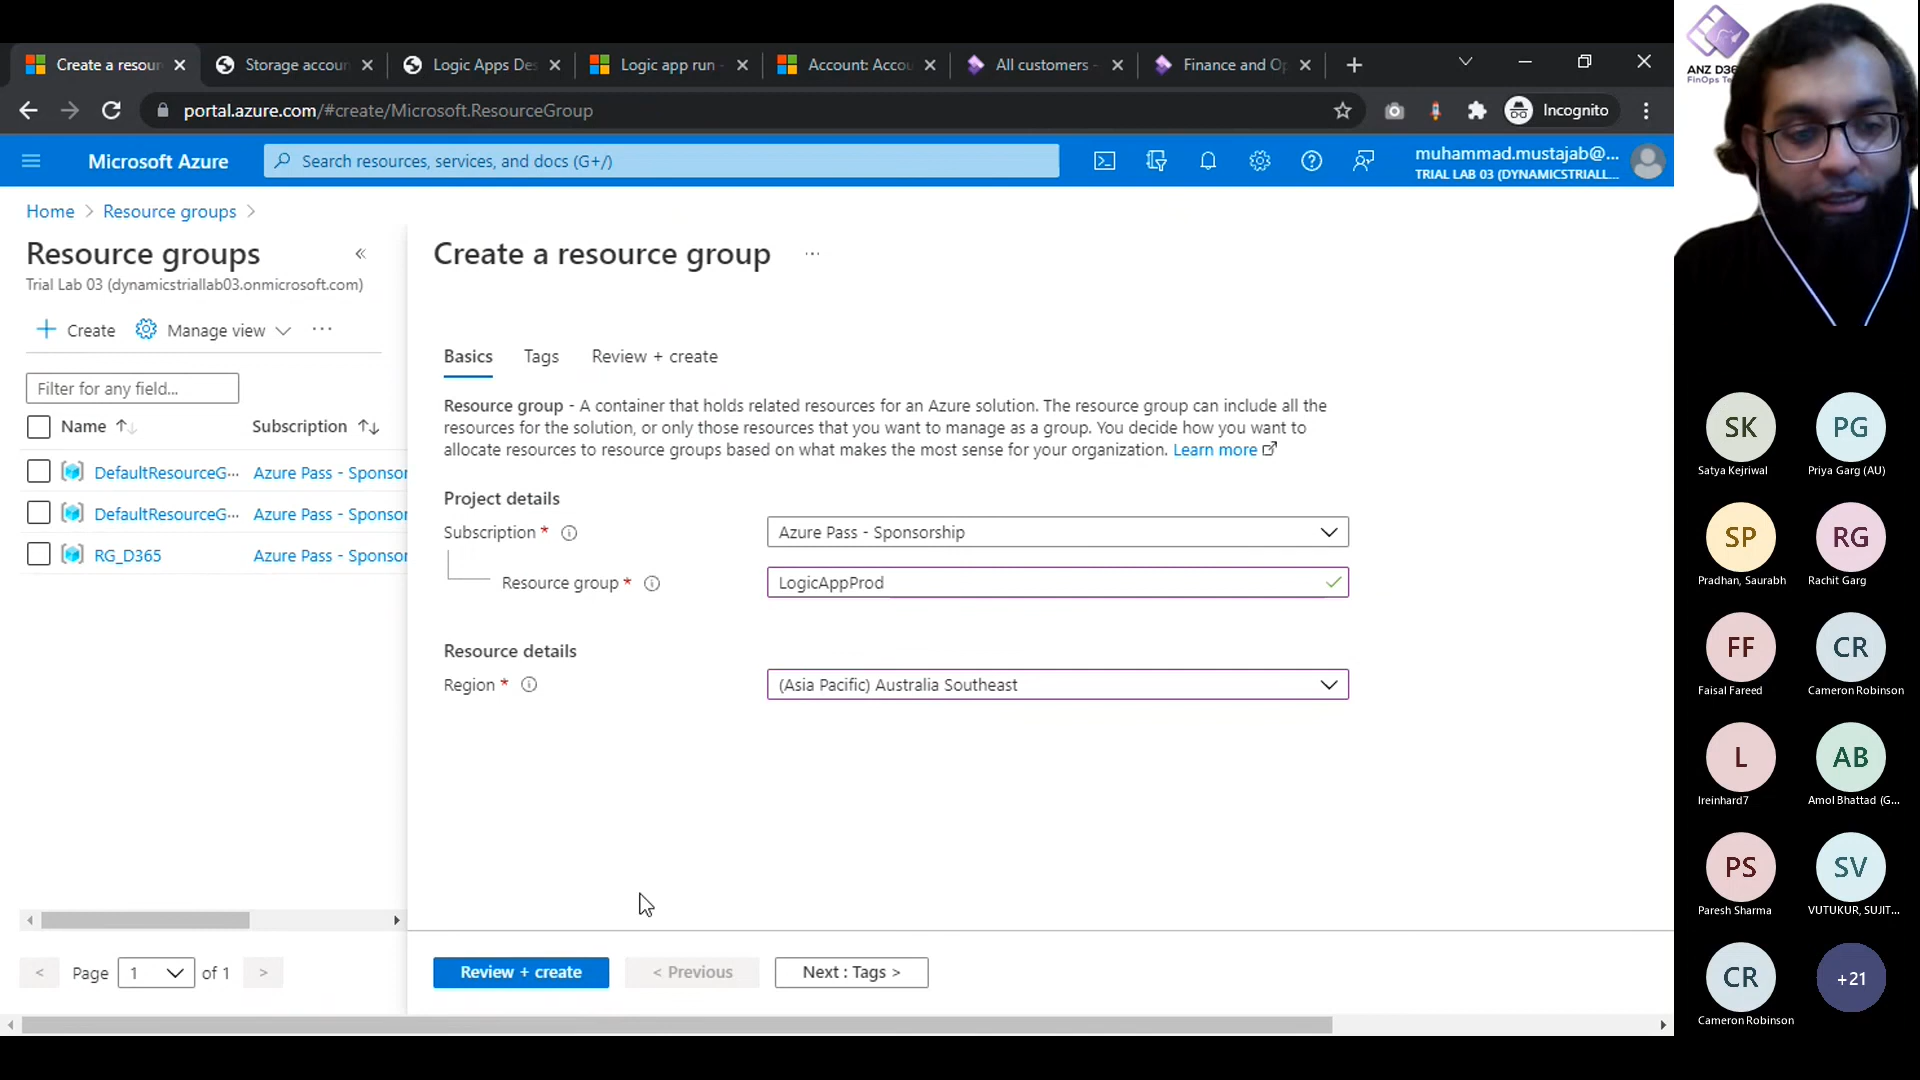 Create a resour
Storage accoun
Logic Apps Des
Logic app run -
Account: Accou
All customers -
Finance and Op
portal.azure.com/#create/Microsoft.ResourceGroup
Incognito
Microsoft Azure
Search resources, services, and docs (G+/)
muhammad.mustajab@...
TRIAL LAB 03 (DYNAMICSTRIALL...
Home > Resource groups >
Resource groups
Trial Lab 03 (dynamicstriallab03.onmicrosoft.com)
Create
Manage view
...
Filter for any field...
Name
Subscription
DefaultResourceG...
Azure Pass - Sponsor
DefaultResourceG...
Azure Pass - Sponsor
RG_D365
Azure Pass - Sponsor
< Page 1 of 1 >
Create a resource group
...
Basics
Tags
Review + create
Resource group - A container that holds related resources for an Azure solution. The resource group can include all the
resources for the solution, or only those resources that you want to manage as a group. You decide how you want to
allocate resources to resource groups based on what makes the most sense for your organization. Learn more
Project details
Subscription *
Azure Pass - Sponsorship
Resource group *
LogicAppProd
Resource details
Region *
(Asia Pacific) Australia Southeast
Review + create
< Previous
Next : Tags >
ANZ D36
FinOps Te
SK
Satya Kejriwal
PG
Priya Garg (AU)
SP
Pradhan, Saurabh
RG
Rachit Garg
FF
Faisal Fareed
CR
Cameron Robinson
L
lreinhard7
AB
Amol Bhattad (G...
PS
Paresh Sharma
SV
VUTUKUR, SUJIT...
CR
Cameron Robinson
+21